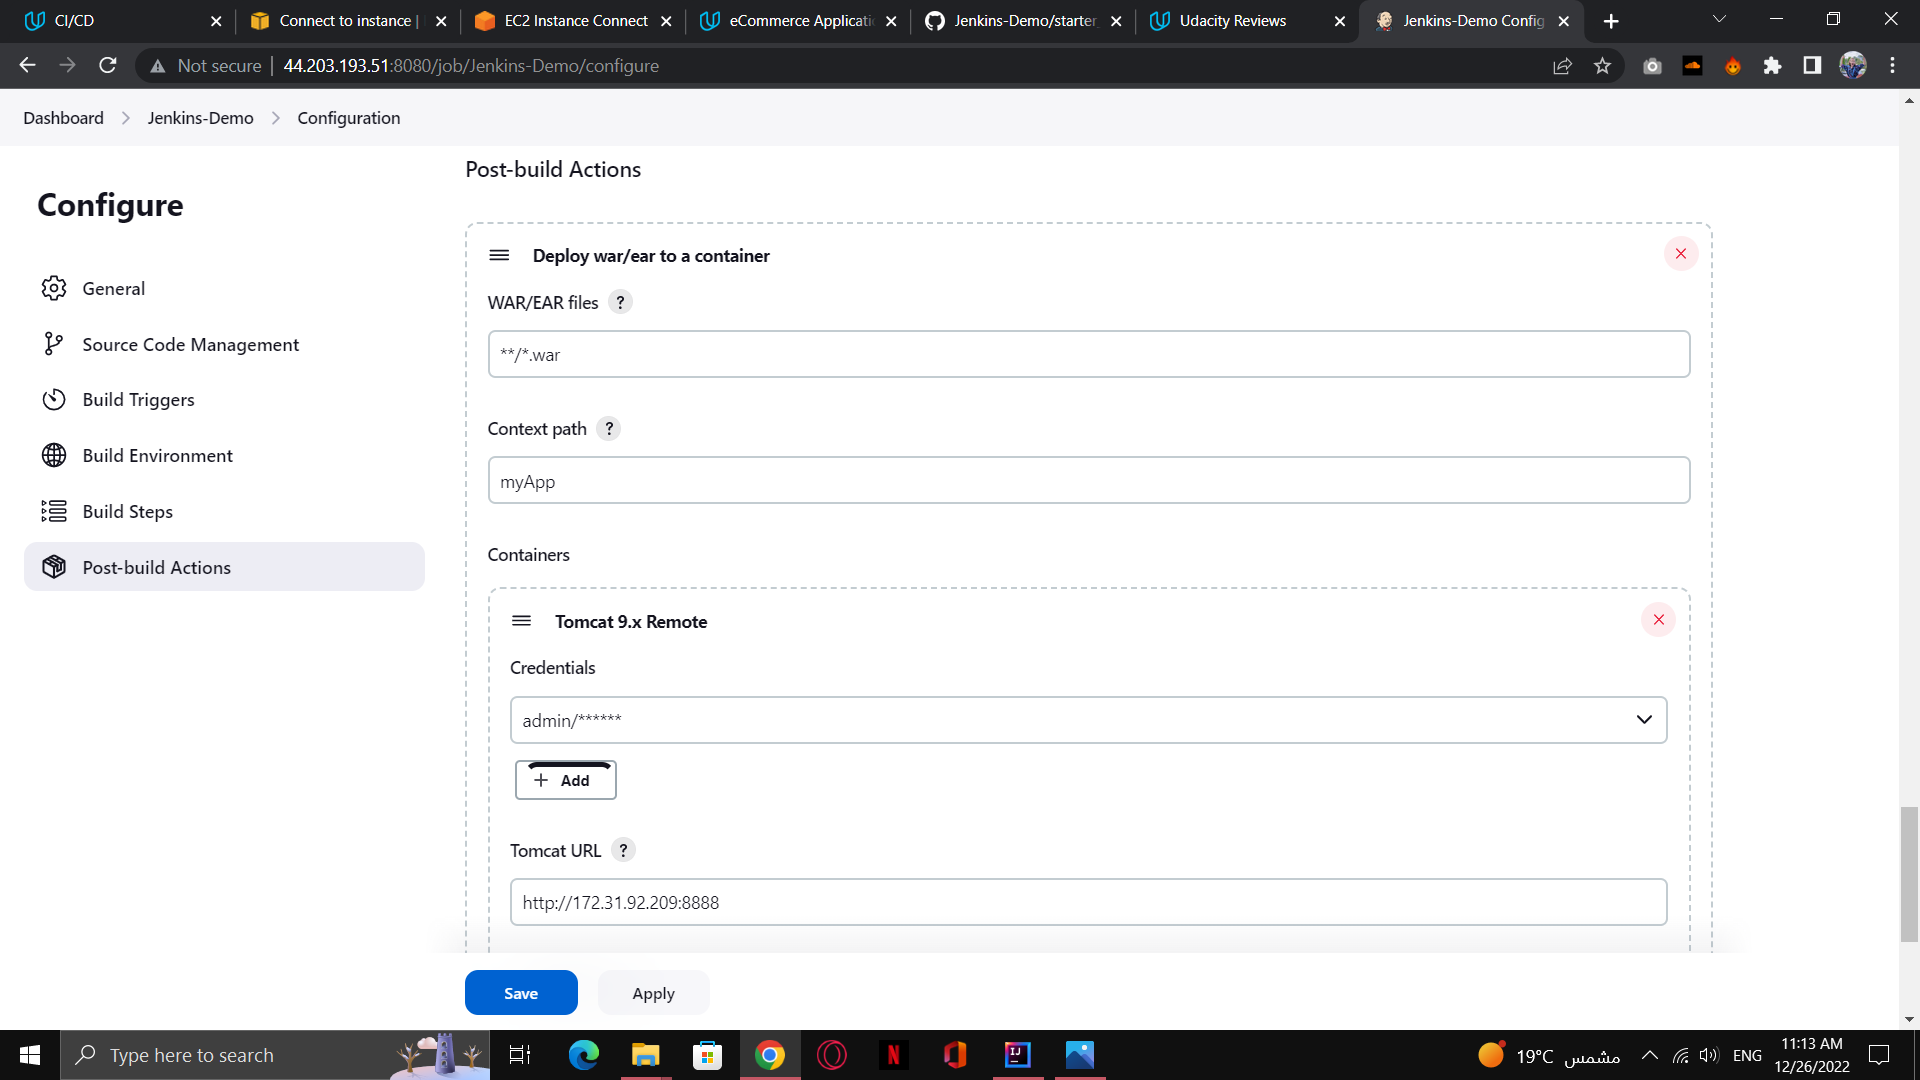 CI/CD
Connect to instance |
EC2 Instance Connect
eCommerce Applicati
Jenkins-Demo/starter_
Udacity Reviews
Jenkins-Demo Config
Not secure
44.203.193.51:8080/job/Jenkins-Demo/configure
Dashboard
Jenkins-Demo
Configuration
Configure
General
Source Code Management
Build Triggers
Build Environment
Build Steps
Post-build Actions
Post-build Actions
Deploy war/ear to a container
WAR/EAR files ?
**/*.war
Context path ?
myApp
Containers
Tomcat 9.x Remote
Credentials
admin/******
+ Add
Tomcat URL ?
http://172.31.92.209:8888
Save
Apply
Type here to search
19°C مشمس
ENG
11:13 AM
12/26/2022